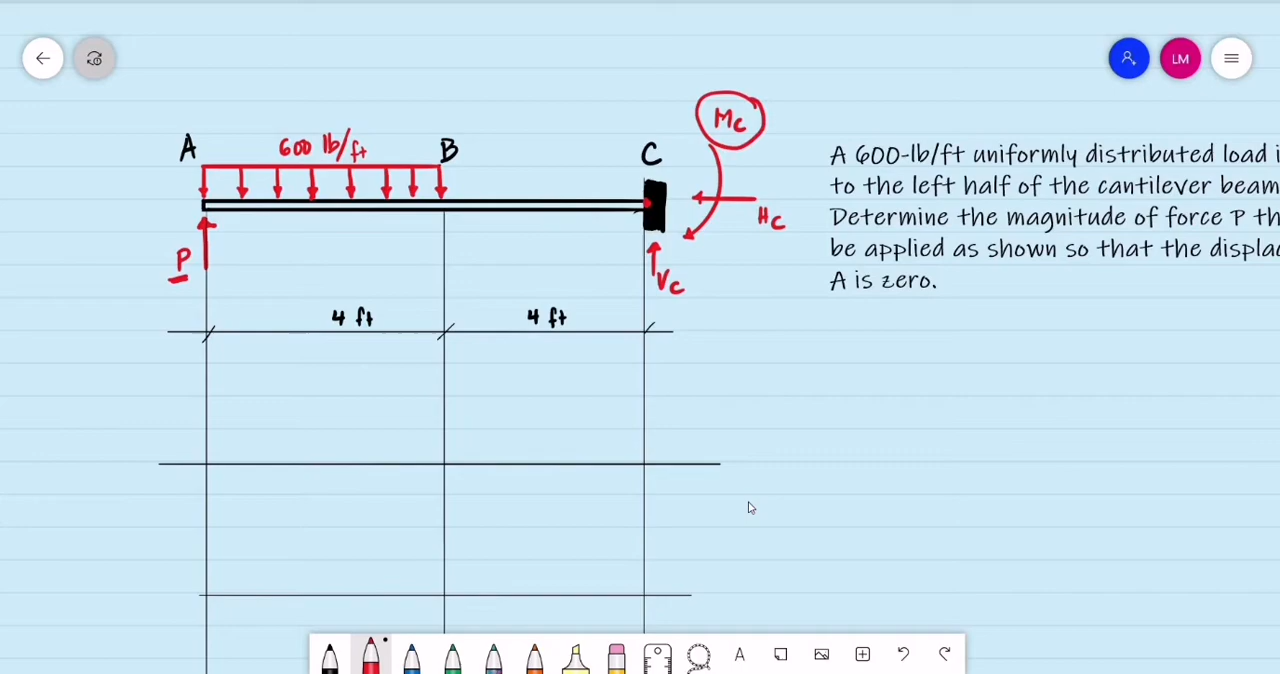 LM
A
600 lb/ft
B
C
Mc
Hc
P
Vc
4 ft
4 ft
A 600-lb/ft uniformly distributed load i
to the left half of the cantilever beam
Determine the magnitude of force P th
be applied as shown so that the displac
A is zero.
A